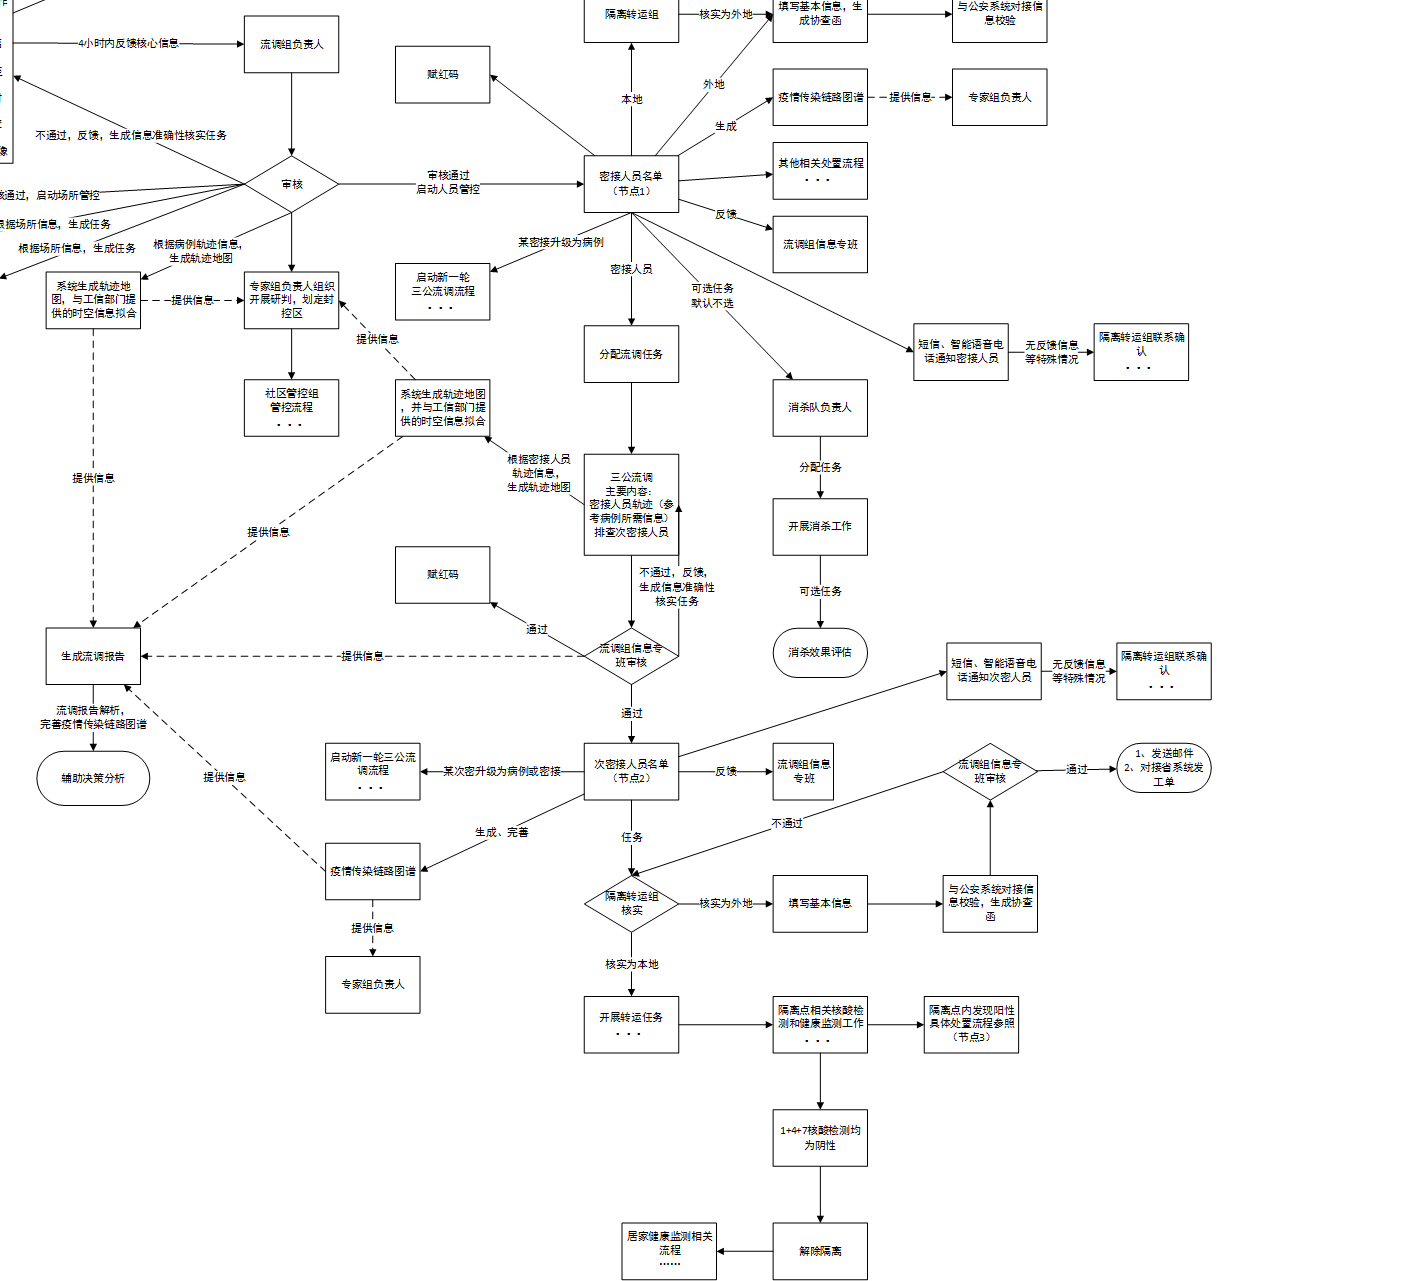 隔离转运组
核实为外地
填写基本信息，生
成协查函
与公安系统对接信
息校验
4小时内反馈核心信息
流调组负责人
赋红码
本地
外地
生成
疫情传染链路图谱
提供信息
专家组负责人
不通过，反馈，生成信息准确性核实任务
像
审核
审核通过
启动人员管控
密接人员名单
（节点1）
其他相关处置流程
...
通过，启动场所管控
反馈
流调组信息专班
根据场所信息，生成任务
根据场所信息，生成任务
根据病例轨迹信息，
生成轨迹地图
某密接升级为病例
启动新一轮
三公流调流程
...
密接人员
可选任务
默认不选
系统生成轨迹地
图，与工信部门提
供的时空信息拟合
提供信息
专家组负责人组织
开展研判，划定封
控区
提供信息
分配流调任务
短信、智能语音电
话通知密接人员
无反馈信息
等特殊情况
隔离转运组联系确
认
...
社区管控组
管控流程
...
系统生成轨迹地图
，并与工信部门提
供的时空信息拟合
消杀队负责人
提供信息
根据密接人员
轨迹信息，
生成轨迹地图
三公流调
主要内容：
密接人员轨迹（参
考病例所需信息）
排查次密接人员
分配任务
开展消杀工作
提供信息
赋红码
不通过，反馈，
生成信息准确性
核实任务
可选任务
通过
生成流调报告
提供信息
流调组信息专
班审核
消杀效果评估
短信、智能语音电
话通知次密人员
无反馈信息
等特殊情况
隔离转运组联系确
认
...
流调报告解析，
完善疫情传染链路图谱
通过
辅助决策分析
提供信息
启动新一轮三公流
调流程
...
某次密升级为病例或密接
次密接人员名单
（节点2）
反馈
流调组信息
专班
流调组信息专
班审核
通过
1、发送邮件
2、对接省系统发
工单
生成、完善
任务
不通过
疫情传染链路图谱
隔离转运组
核实
核实为外地
填写基本信息
与公安系统对接信
息校验，生成协查
函
提供信息
核实为本地
专家组负责人
开展转运任务
...
隔离点相关核酸检
测和健康监测工作
...
隔离点内发现阳性
具体处置流程参照
（节点3）
1+4+7核酸检测均
为阴性
居家健康监测相关
流程
......
解除隔离